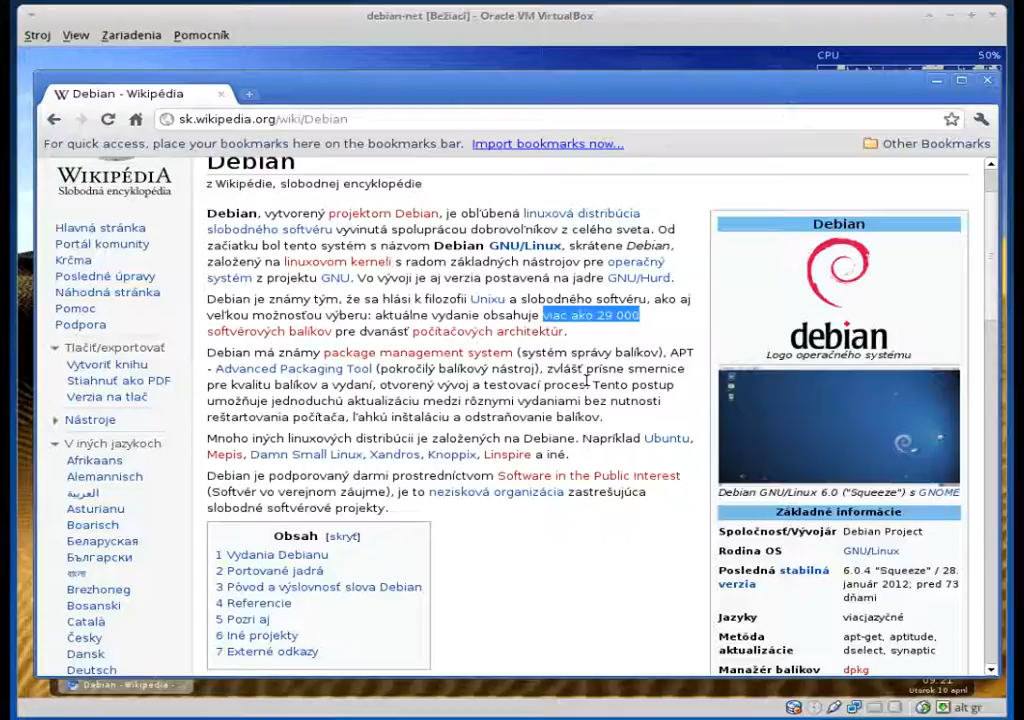 debian-net [Bežiaci] - Oracle VM VirtualBox
Stroj View Zariadenia Pomocník
CPU 50%
W Debian - Wikipédia
sk.wikipedia.org/wiki/Debian
For quick access, place your bookmarks here on the bookmarks bar. Import bookmarks now... Other Bookmarks
WIKIPÉDIA
Slobodná encyklopédia
Hlavná stránka
Portál komunity
Krčma
Posledné úpravy
Náhodná stránka
Pomoc
Podpora
Tlačiť/exportovať
Vytvoriť knihu
Stiahnuť ako PDF
Verzia na tlač
Nástroje
V iných jazykoch
Afrikaans
Alemannisch
العربية
Asturianu
Boarisch
Беларуская
Български
বাংলা
Brezhoneg
Bosanski
Català
Česky
Dansk
Deutsch
Debian
z Wikipédie, slobodnej encyklopédie
Debian, vytvorený projektom Debian, je obľúbená linuxová distribúcia
slobodného softvéru vyvinutá spoluprácou dobrovoľníkov z celého sveta. Od
začiatku bol tento systém s názvom Debian GNU/Linux, skrátene Debian,
založený na linuxovom kerneli s radom základných nástrojov pre operačný
systém z projektu GNU. Vo vývoji je aj verzia postavená na jadre GNU/Hurd.
Debian je známy tým, že sa hlási k filozofii Unixu a slobodného softvéru, ako aj
veľkou možnosťou výberu: aktuálne vydanie obsahuje viac ako 29 000
softvérových balíkov pre dvanásť počítačových architektúr.
Debian má známy package management system (systém správy balíkov), APT
- Advanced Packaging Tool (pokročilý balíkový nástroj), zvlášť prísne smernice
pre kvalitu balíkov a vydaní, otvorený vývoj a testovací proces. Tento postup
umožňuje jednoduchú aktualizáciu medzi rôznymi vydaniami bez nutnosti
reštartovania počítača, ľahkú inštaláciu a odstraňovanie balíkov.
Mnoho iných linuxových distribúcii je založených na Debiane. Napríklad Ubuntu,
Mepis, Damn Small Linux, Xandros, Knoppix, Linspire a iné.
Debian je podporovaný darmi prostredníctvom Software in the Public Interest
(Softvér vo verejnom záujme), je to nezisková organizácia zastrešujúca
slobodné softvérové projekty.
Obsah [skryť]
1 Vydania Debianu
2 Portované jadrá
3 Pôvod a výslovnosť slova Debian
4 Referencie
5 Pozri aj
6 Iné projekty
7 Externé odkazy
Debian
debian
Logo operačného systému
Debian GNU/Linux 6.0 ("Squeeze") s GNOME
Základné informácie
Spoločnosť/Vývojár Debian Project
Rodina OS GNU/Linux
Posledná stabilná verzia 6.0.4 "Squeeze" / 28. január 2012; pred 73 dňami
Jazyky viacjazyčné
Metóda aktualizácie apt-get, aptitude, dselect, synaptic
Manažér balíkov dpkg
Debian - Wikipédia - ...
09:21
Utorok 10 apríl
alt gr